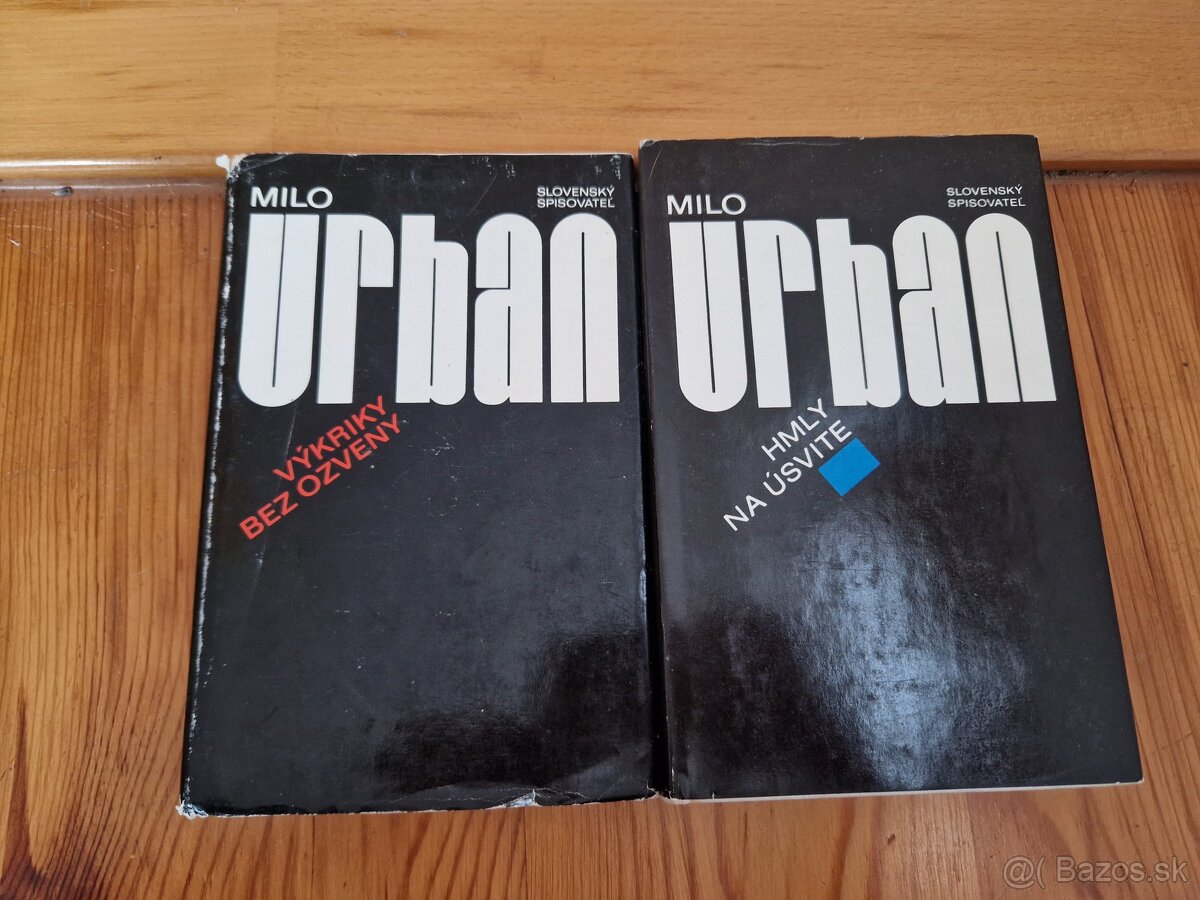 MILO
SLOVENSKÝ
SPISOVATEĽ
urban
VÝKRIKY
BEZ OZVENY
MILO
SLOVENSKÝ
SPISOVATEĽ
urban
HMLY
NA ÚSVITE
@( Bazos.sk